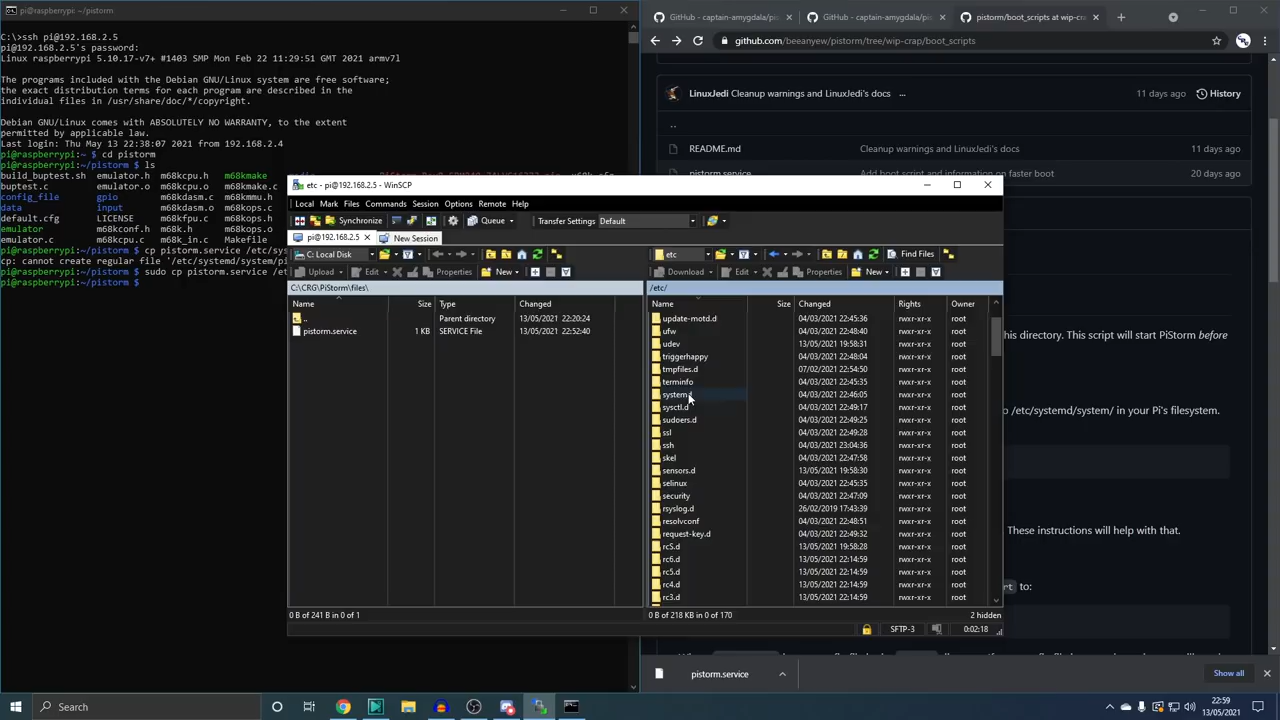 pi@raspberrypi: ~/pistorm
C:\>ssh pi@192.168.2.5
pi@192.168.2.5's password:
Linux raspberrypi 5.10.17-v7+ #1403 SMP Mon Feb 22 11:29:51 GMT 2021 armv7l
The programs included with the Debian GNU/Linux system are free software;
the exact distribution terms for each program are described in the
individual files in /usr/share/doc/*/copyright.
Debian GNU/Linux comes with ABSOLUTELY NO WARRANTY, to the extent
permitted by applicable law.
Last login: Thu May 13 22:38:07 2021 from 192.168.2.4
pi@raspberrypi:~ $ cd pistorm
pi@raspberrypi:~/pistorm $ ls
build_buptest.sh emulator.h m68kcpu.h m68kmake
buptest.c emulator.o m68kcpu.o m68kmake.c
config_file gpio m68kdasm.c m68kmmu.h
data input m68kdasm.o m68kops.c
default.cfg LICENSE m68kfpu.c m68kops.h
emulator m68kconf.h m68kops.o
emulator.c m68kcpu.c m68k_in.c Makefile
pi@raspberrypi:~/pistorm $ cp pistorm.service /etc/sys
cp: cannot create regular file '/etc/systemd/system/pi
pi@raspberrypi:~/pistorm $ sudo cp pistorm.service /et
pi@raspberrypi:~/pistorm $
GitHub - captain-amygdala/pis
GitHub - captain-amygdala/pis
pistorm/boot_scripts at wip-cra
github.com/beeanyew/pistorm/tree/wip-crap/boot_scripts
LinuxJedi Cleanup warnings and LinuxJedi's docs ... 11 days ago History
..
README.md Cleanup warnings and LinuxJedi's docs 11 days ago
pistorm.service Add boot script and information on faster boot 20 days ago
his directory. This script will start PiStorm before
o /etc/systemd/system/ in your Pi's filesystem.
These instructions will help with that.
rt to:
pistorm.service
Show all
etc - pi@192.168.2.5 - WinSCP
Local Mark Files Commands Session Options Remote Help
Synchronize Queue Transfer Settings Default
pi@192.168.2.5 New Session
C: Local Disk
etc Find Files
Upload Edit Properties New
Download Edit Properties New
C:\CRG\PiStorm\files\
/etc/
Name Size Type Changed
.. Parent directory 13/05/2021 22:20:24
pistorm.service 1 KB SERVICE File 13/05/2021 22:52:40
Name Size Changed Rights Owner
update-motd.d 04/03/2021 22:45:36 rwxr-xr-x root
ufw 04/03/2021 22:45:31 rwxr-xr-x root
udev 13/05/2021 19:58:31 rwxr-xr-x root
triggerhappy 04/03/2021 22:48:04 rwxr-xr-x root
tmpfiles.d 07/02/2021 22:54:50 rwxr-xr-x root
terminfo 04/03/2021 22:45:35 rwxr-xr-x root
systemd 04/03/2021 22:46:05 rwxr-xr-x root
sysctl.d 04/03/2021 22:49:17 rwxr-xr-x root
sudoers.d 04/03/2021 22:49:25 rwxr-xr-x root
ssl 04/03/2021 22:49:28 rwxr-xr-x root
ssh 04/03/2021 23:04:36 rwxr-xr-x root
skel 04/03/2021 22:47:58 rwxr-xr-x root
sensors.d 13/05/2021 19:58:30 rwxr-xr-x root
selinux 04/03/2021 22:45:35 rwxr-xr-x root
security 04/03/2021 22:47:09 rwxr-xr-x root
rsyslog.d 26/02/2019 17:43:39 rwxr-xr-x root
resolvconf 04/03/2021 22:48:51 rwxr-xr-x root
request-key.d 04/03/2021 22:49:32 rwxr-xr-x root
rcS.d 13/05/2021 19:58:28 rwxr-xr-x root
rc6.d 13/05/2021 22:14:59 rwxr-xr-x root
rc5.d 13/05/2021 22:14:59 rwxr-xr-x root
rc4.d 13/05/2021 22:14:59 rwxr-xr-x root
rc3.d 13/05/2021 22:14:59 rwxr-xr-x root
0 B of 241 B in 0 of 1
0 B of 218 KB in 0 of 170 2 hidden
SFTP-3 0:02:18
Search
22:59
13/05/2021